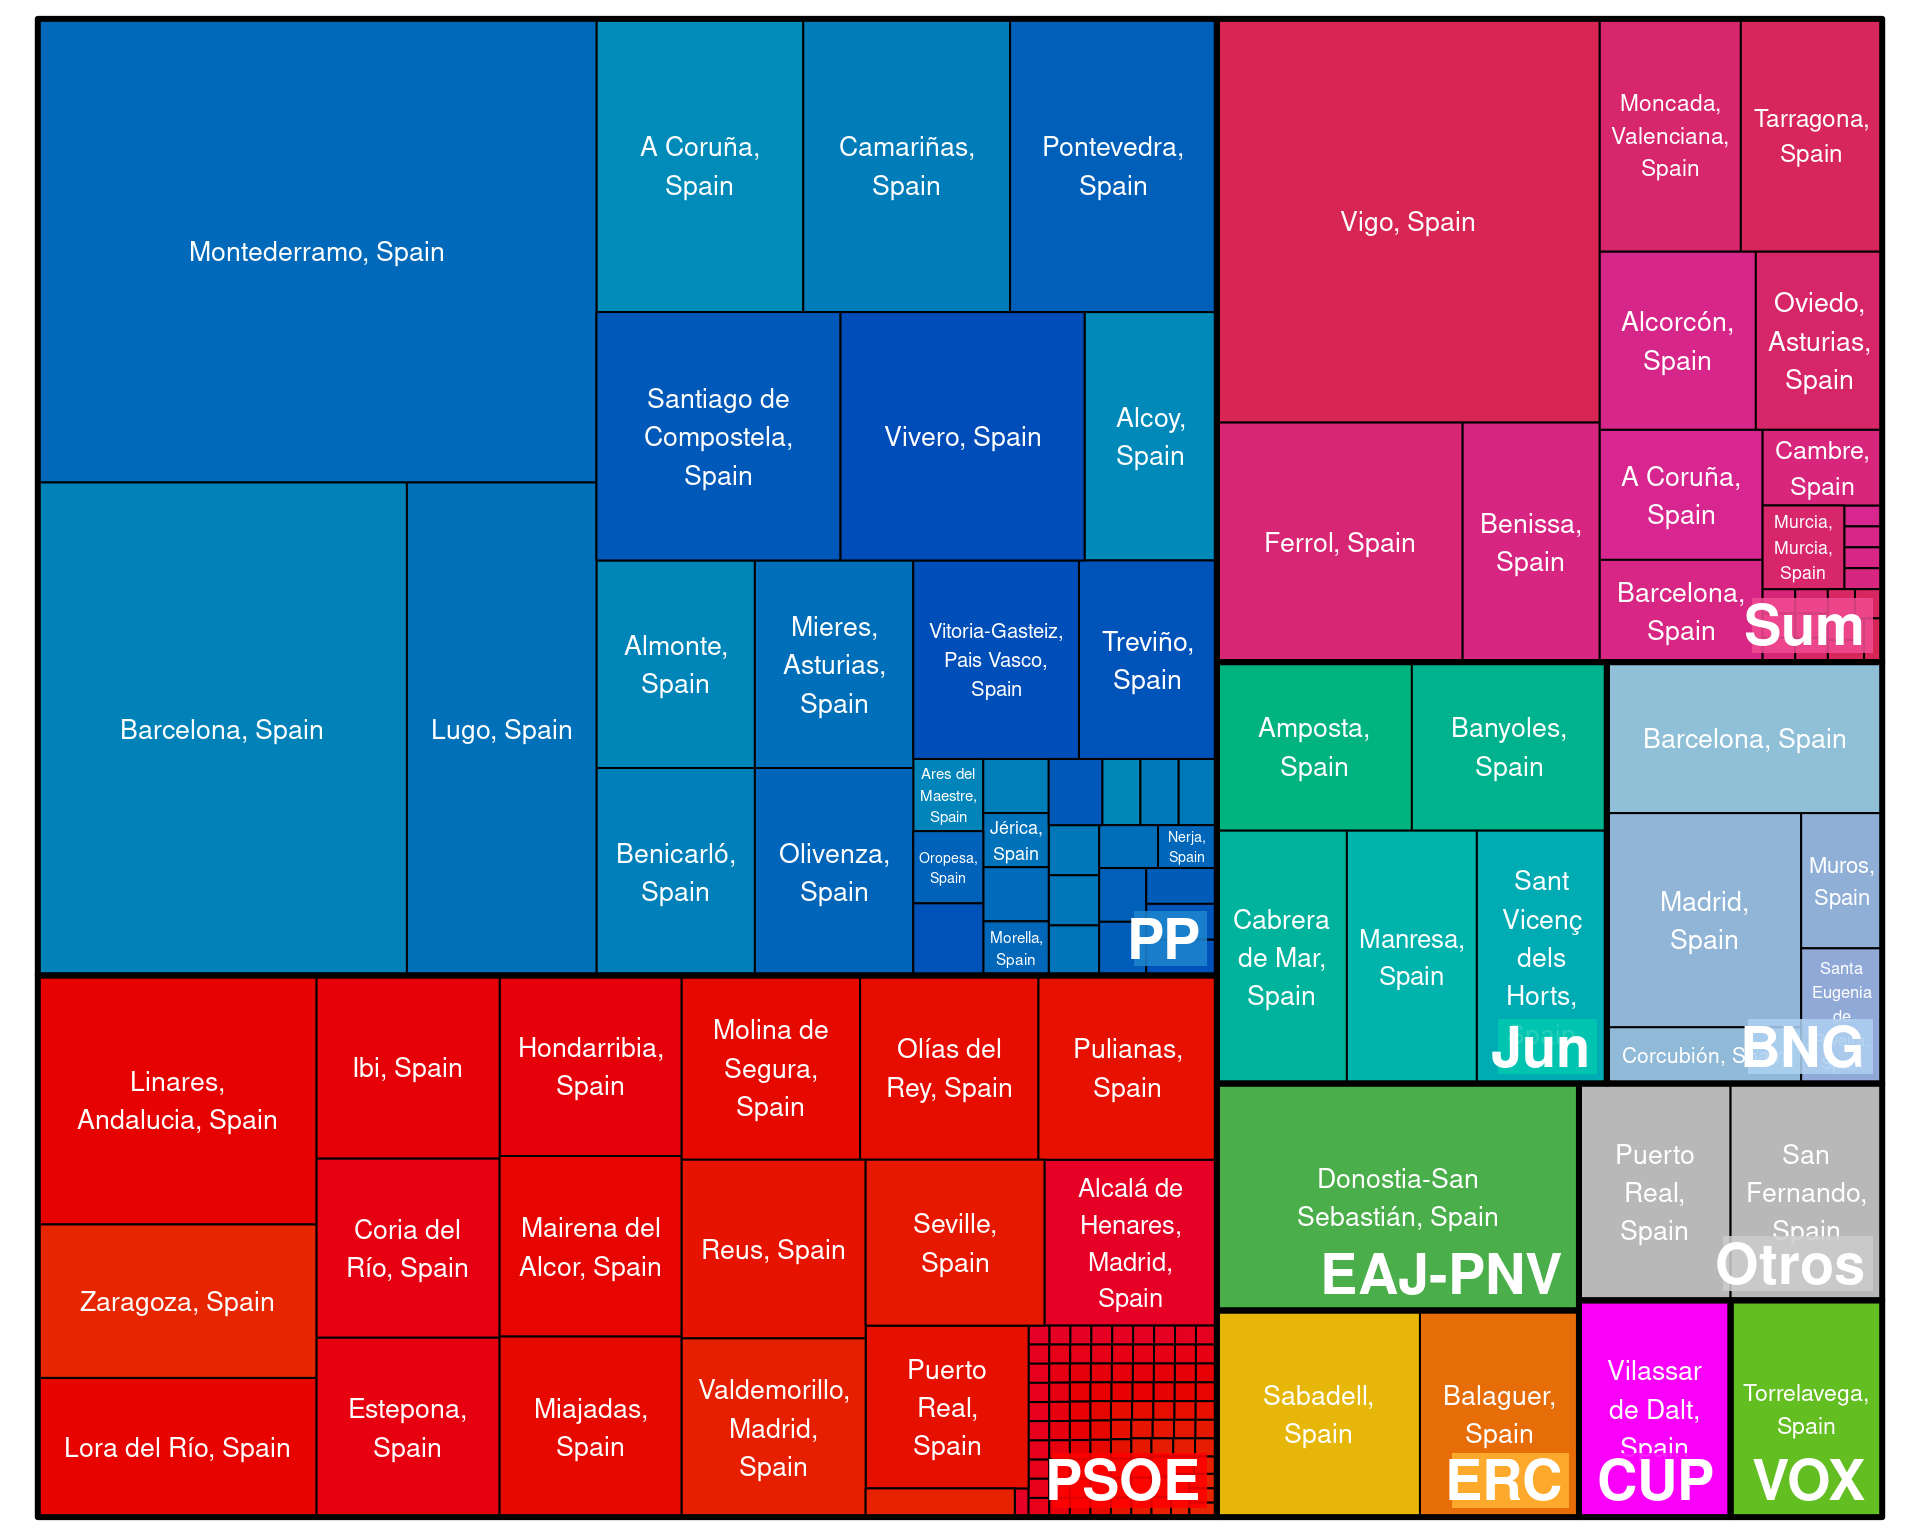 Montederramo, Spain
Barcelona, Spain
Lugo, Spain
A Coruña,
Spain
Camariñas,
Spain
Pontevedra,
Spain
Santiago de
Compostela,
Spain
Vivero, Spain
Alcoy,
Spain
Almonte,
Spain
Mieres,
Asturias,
Spain
Vitoria-Gasteiz,
Pais Vasco,
Spain
Treviño,
Spain
Benicarló,
Spain
Olivenza,
Spain
Ares del
Maestre,
Spain
Oropesa,
Spain
Jérica,
Spain
Morella,
Spain
Nerja,
Spain
PP
Linares,
Andalucia, Spain
Zaragoza, Spain
Lora del Río, Spain
Ibi, Spain
Coria del
Río, Spain
Estepona,
Spain
Hondarribia,
Spain
Mairena del
Alcor, Spain
Miajadas,
Spain
Molina de
Segura,
Spain
Olías del
Rey, Spain
Pulianas,
Spain
Reus, Spain
Seville,
Spain
Alcalá de
Henares,
Madrid,
Spain
Valdemorillo,
Madrid,
Spain
Puerto
Real,
Spain
PSOE
Vigo, Spain
Moncada,
Valenciana,
Spain
Tarragona,
Spain
Alcorcón,
Spain
Oviedo,
Asturias,
Spain
Ferrol, Spain
Benissa,
Spain
A Coruña,
Spain
Cambre,
Spain
Murcia,
Murcia,
Spain
Barcelona,
Spain
Sum
Amposta,
Spain
Banyoles,
Spain
Cabrera
de Mar,
Spain
Manresa,
Spain
Sant
Vicenç
dels
Horts,
Spain
Jun
Barcelona, Spain
Madrid,
Spain
Muros,
Spain
Santa
Eugenia
de
Corcubión, Spain
BNG
Donostia-San
Sebastián, Spain
EAJ-PNV
Puerto
Real,
Spain
San
Fernando,
Spain
Otros
Sabadell,
Spain
Balaguer,
Spain
ERC
Vilassar
de Dalt,
Spain
CUP
Torrelavega,
Spain
VOX